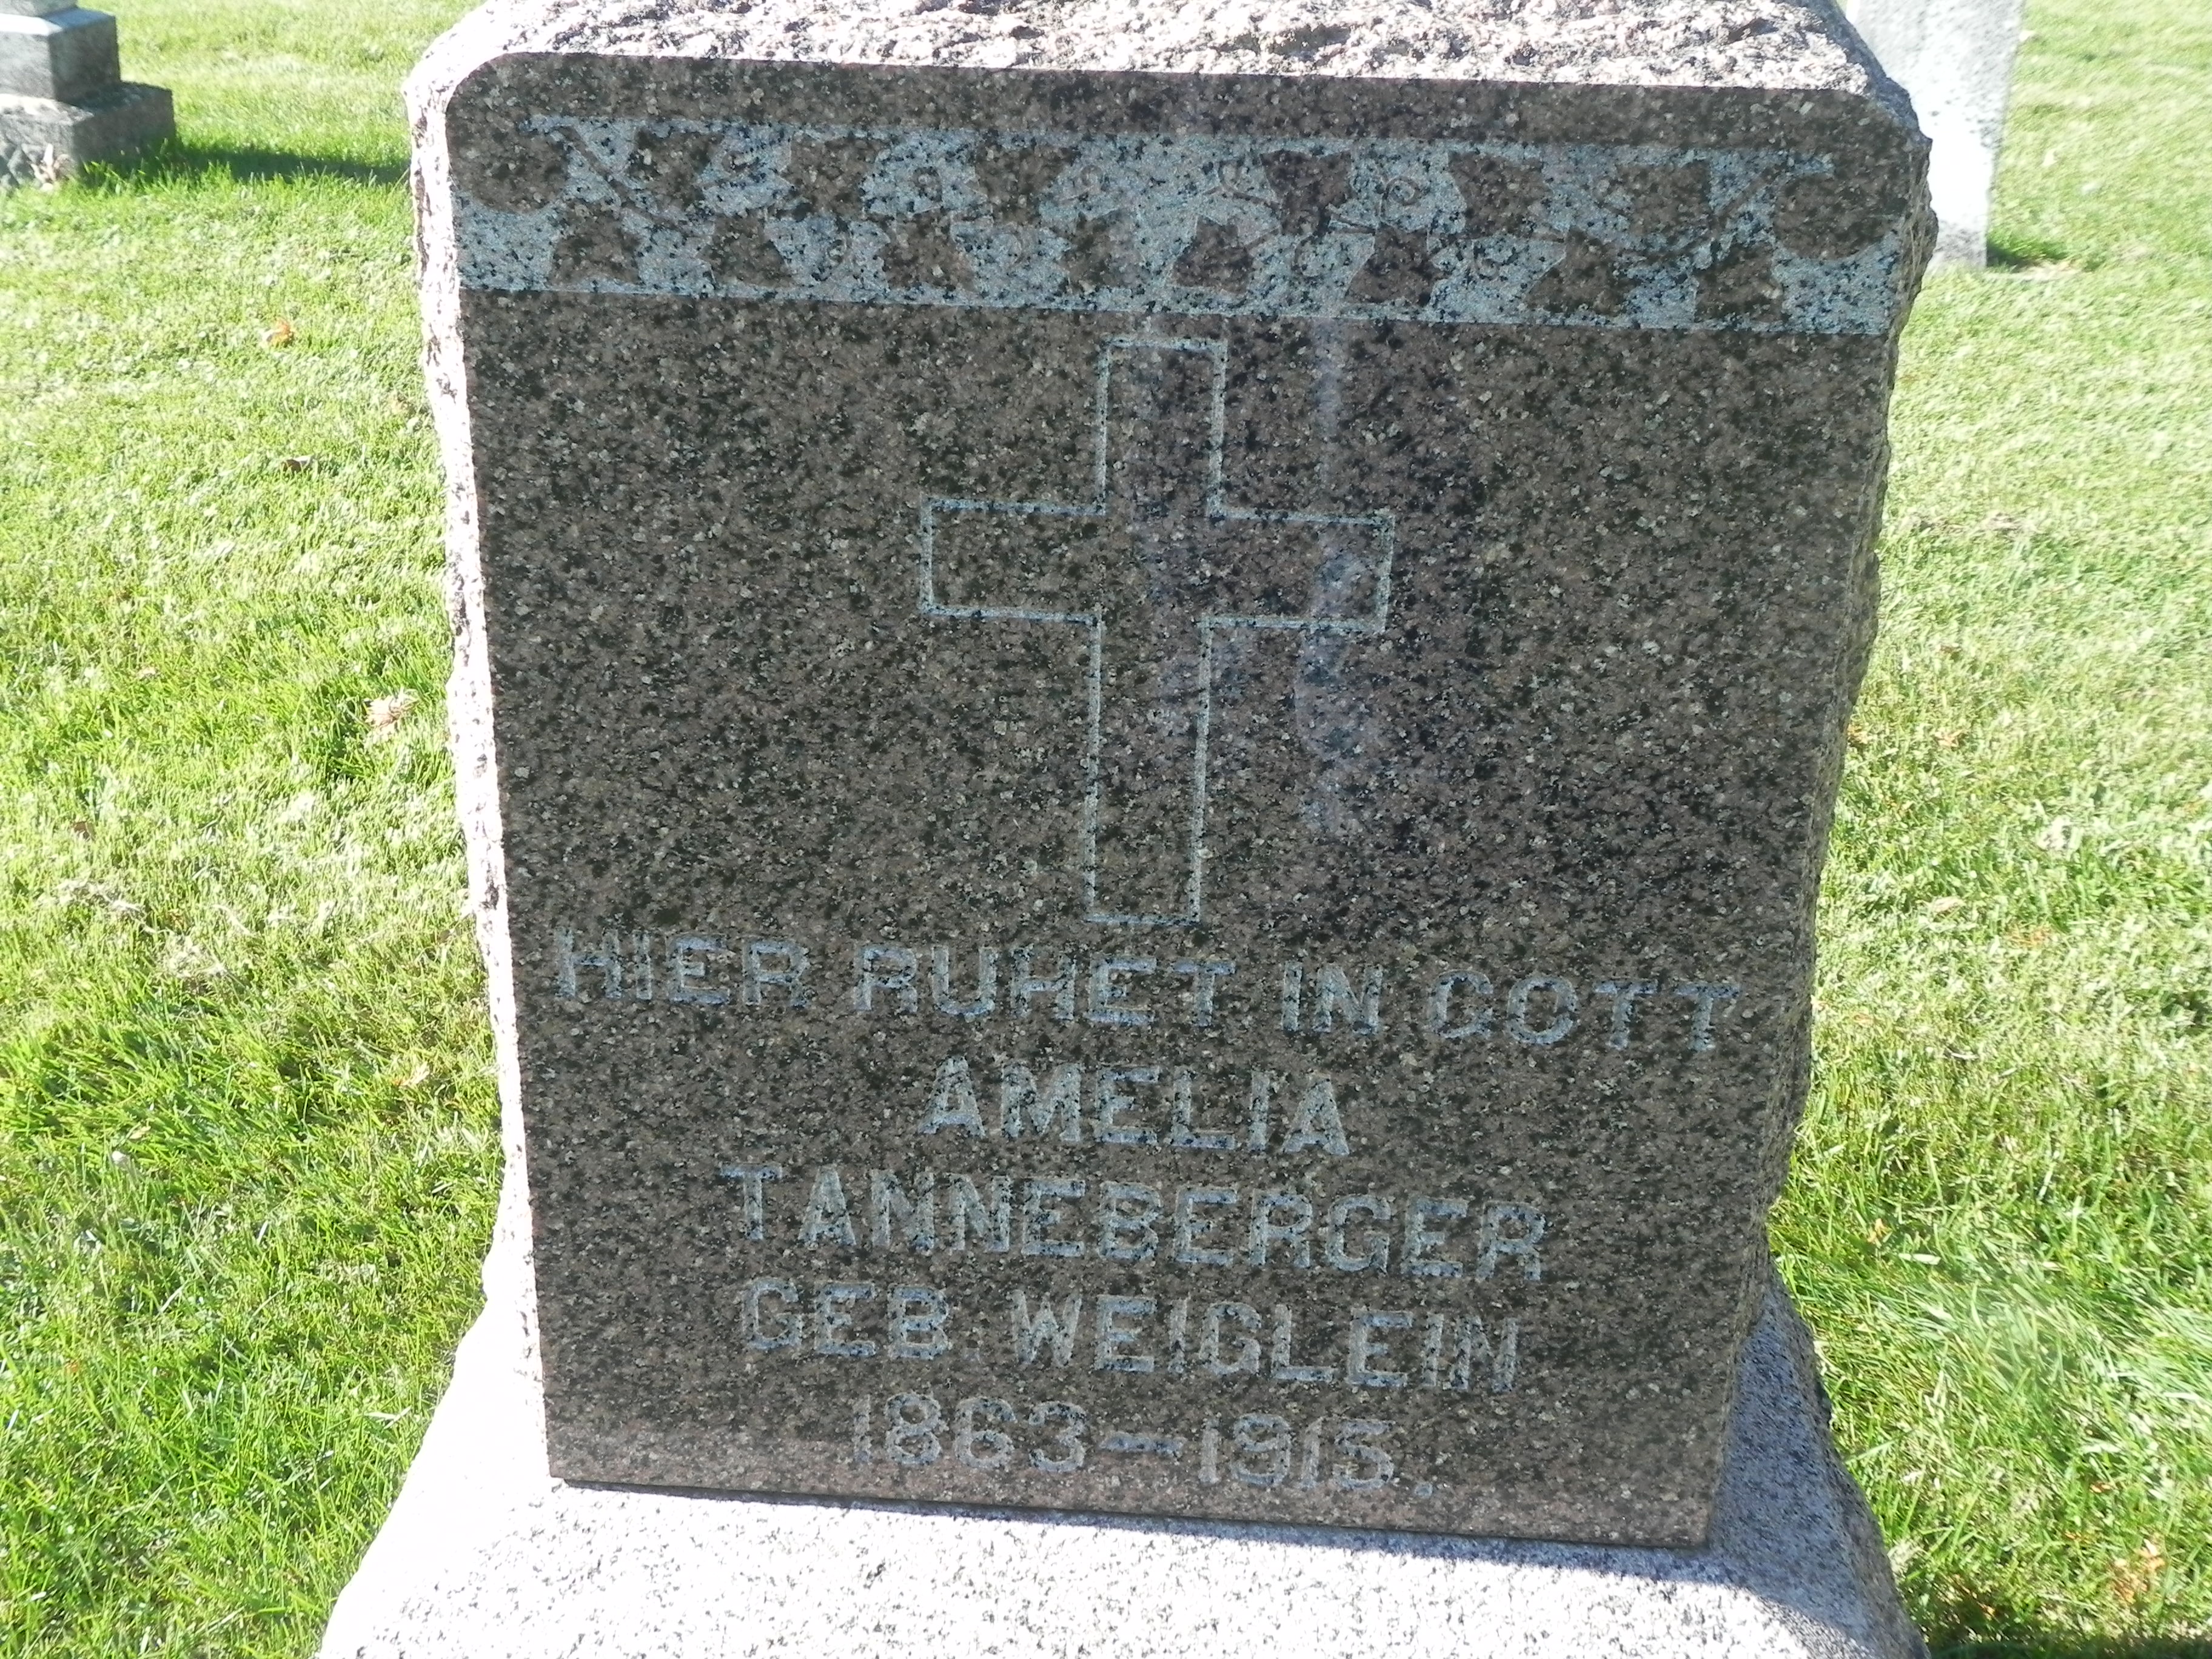 HIER RUHET IN GOTT
AMELIA
TANNEBERGER
GEB. WEIGLEIN
1863—1915.